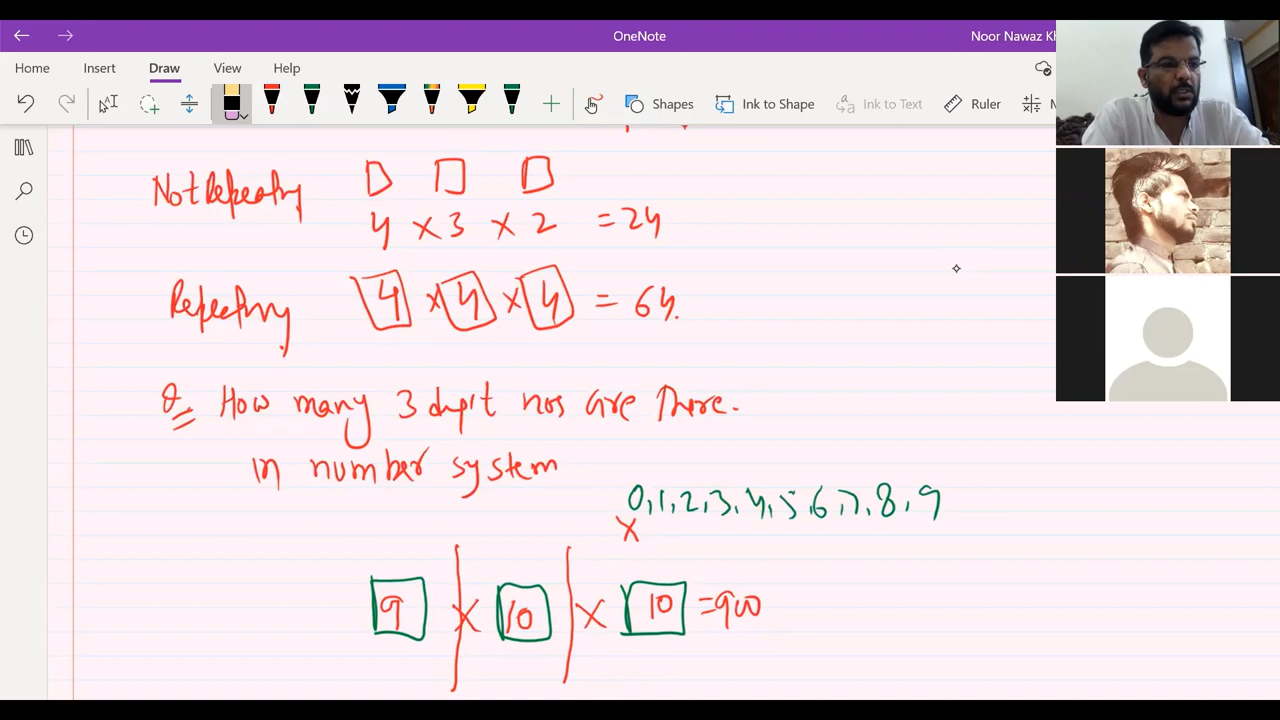 OneNote
Noor Nawaz Kh
Home Insert Draw View Help
Shapes Ink to Shape Ink to Text Ruler M
Not Repeating
4 × 3 × 2 = 24
Repeating 4 × 4 × 4 = 64.
Q How many 3 digit nos are there.
in number system
0,1,2,3,4,5,6,7,8,9
×
9 × 10 × 10 =900